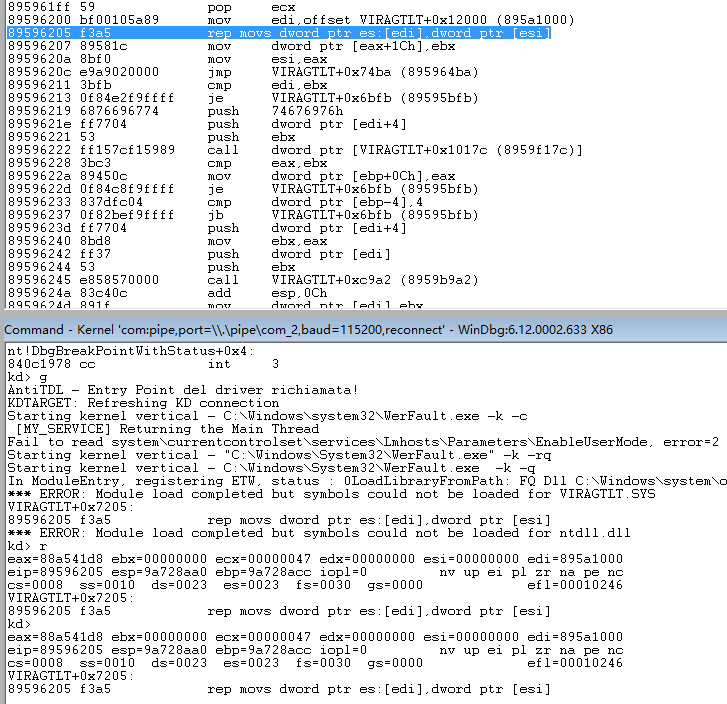 895961ff 59 pop ecx
89596200 bf00105a89 mov edi,offset VIRAGTLT+0x12000 (895a1000)
89596205 f3a5 rep movs dword ptr es:[edi],dword ptr [esi]
89596207 89581c mov dword ptr [eax+1Ch],ebx
8959620a 8bf0 mov esi,eax
8959620c e9a9020000 jmp VIRAGTLT+0x74ba (895964ba)
89596211 3bfb cmp edi,ebx
89596213 0f84e2f9ffff je VIRAGTLT+0x6bfb (89595bfb)
89596219 6876696774 push 74676976h
8959621e ff7704 push dword ptr [edi+4]
89596221 53 push ebx
89596222 ff157cf15989 call dword ptr [VIRAGTLT+0x1017c (8959f17c)]
89596228 3bc3 cmp eax,ebx
8959622a 89450c mov dword ptr [ebp+0Ch],eax
8959622d 0f84c8f9ffff je VIRAGTLT+0x6bfb (89595bfb)
89596233 837dfc04 cmp dword ptr [ebp-4],4
89596237 0f82bef9ffff jb VIRAGTLT+0x6bfb (89595bfb)
8959623d ff7704 push dword ptr [edi+4]
89596240 8bd8 mov ebx,eax
89596242 ff37 push dword ptr [edi]
89596244 53 push ebx
89596245 e858570000 call VIRAGTLT+0xc9a2 (8959b9a2)
8959624a 83c40c add esp,0Ch
8959624d 891f mov dword ptr [edi],ebx
Command - Kernel 'com:pipe,port=\\.\pipe\com_2,baud=115200,reconnect' - WinDbg:6.12.0002.633 X86
nt!DbgBreakPointWithStatus+0x4:
840c1978 cc int 3
kd> g
AntiTDL - Entry Point del driver richiamata!
KDTARGET: Refreshing KD connection
Starting kernel vertical - C:\Windows\system32\WerFault.exe -k -c
[MY_SERVICE] Returning the Main Thread
Fail to read system\currentcontrolset\services\Lmhosts\Parameters\EnableUserMode, error=2
Starting kernel vertical - "C:\Windows\System32\WerFault.exe" -k -rq
Starting kernel vertical - C:\Windows\System32\WerFault.exe -k -q
In ModuleEntry, registering ETW, status : 0LoadLibraryFromPath: FQ Dll C:\Windows\system\o
*** ERROR: Module load completed but symbols could not be loaded for VIRAGTLT.SYS
VIRAGTLT+0x7205:
89596205 f3a5 rep movs dword ptr es:[edi],dword ptr [esi]
*** ERROR: Module load completed but symbols could not be loaded for ntdll.dll
kd> r
eax=88a541d8 ebx=00000000 ecx=00000047 edx=00000000 esi=00000000 edi=895a1000
eip=89596205 esp=9a728aa0 ebp=9a728acc iopl=0 nv up ei pl zr na pe nc
cs=0008 ss=0010 ds=0023 es=0023 fs=0030 gs=0000 efl=00010246
VIRAGTLT+0x7205:
89596205 f3a5 rep movs dword ptr es:[edi],dword ptr [esi]
kd>
eax=88a541d8 ebx=00000000 ecx=00000047 edx=00000000 esi=00000000 edi=895a1000
eip=89596205 esp=9a728aa0 ebp=9a728acc iopl=0 nv up ei pl zr na pe nc
cs=0008 ss=0010 ds=0023 es=0023 fs=0030 gs=0000 efl=00010246
VIRAGTLT+0x7205:
89596205 f3a5 rep movs dword ptr es:[edi],dword ptr [esi]